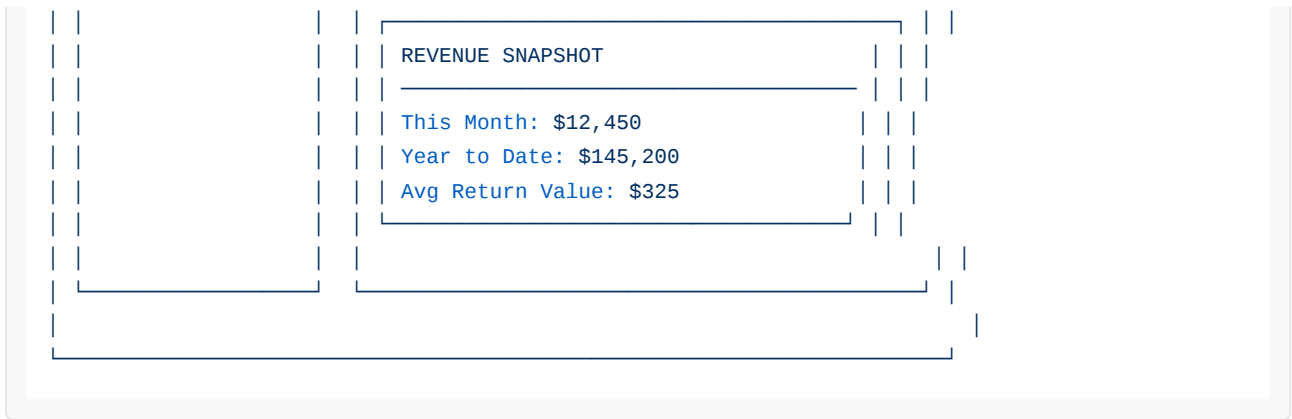 REVENUE SNAPSHOT
This Month: $12,450
Year to Date: $145,200
Avg Return Value: $325